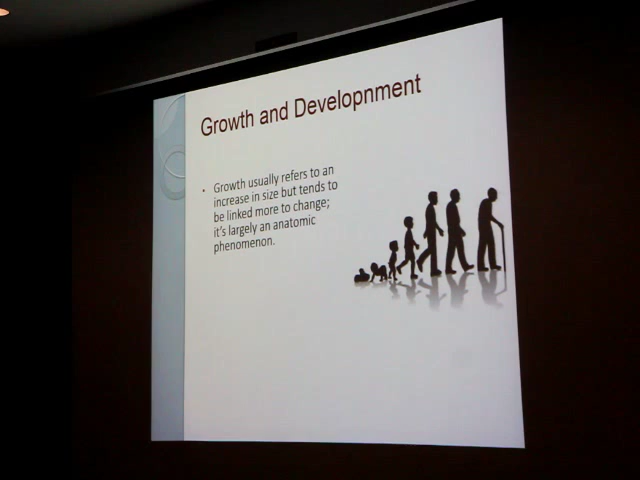 Growth and Developnment
• Growth usually refers to an
increase in size but tends to
be linked more to change;
it's largely an anatomic
phenomenon.